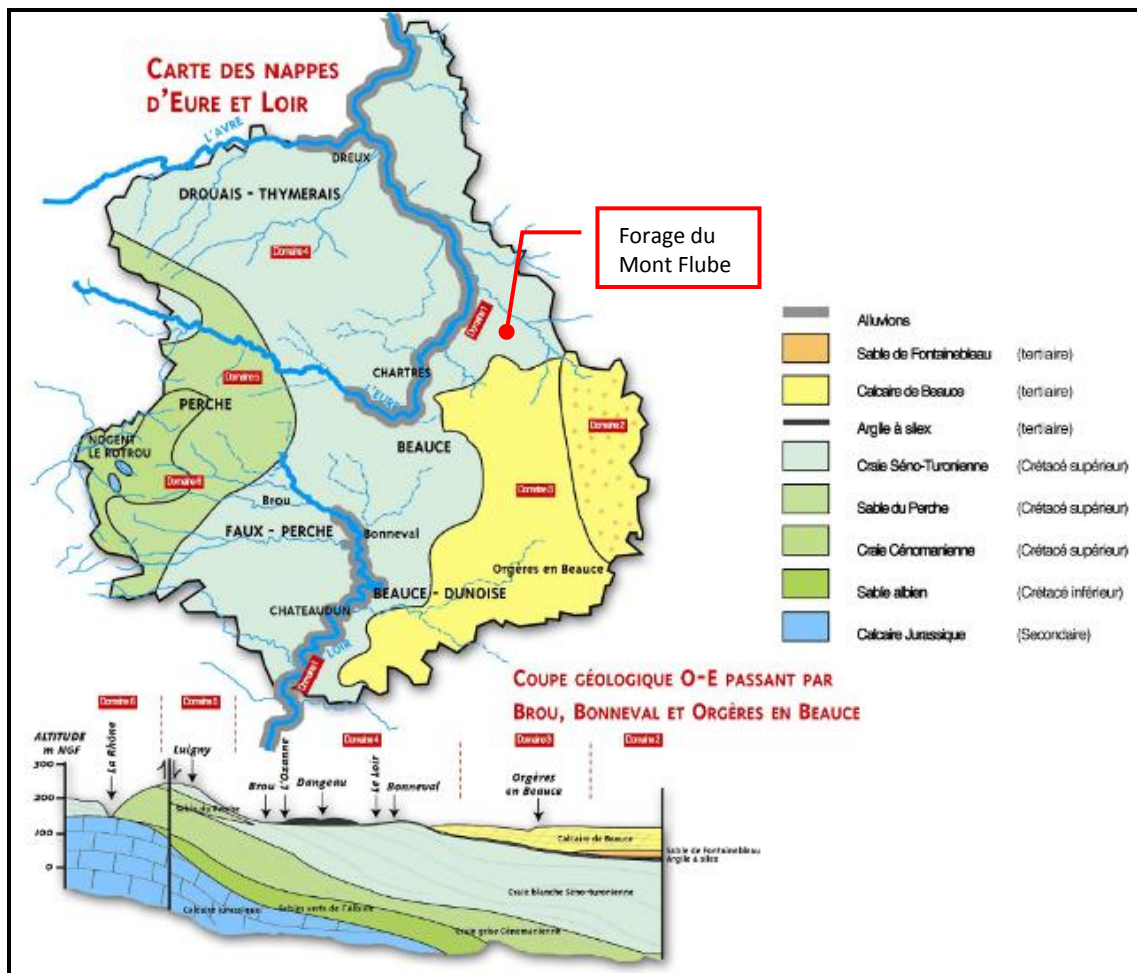 CARTE DES NAPPES
D'EURE ET LOIR
L'AVRE
DREUX
DROUAIS - THYMERAIS
Domaine 4
Forage du
Mont Flube
Domaine 1
CHARTRES
L'EURE
Domaine 5
PERCHE
NOGENT
LE ROTROU
BEAUCE
Domaine 2
Domaine 6
Domaine 3
Brou
FAUX - PERCHE
Bonneval
Orgères en Beauce
BEAUCE - DUNOISE
CHATEAUDUN
LOIR
Domaine 1
Alluvions
Sable de Fontainebleau (tertiaire)
Calcaire de Beauce (tertiaire)
Argile à silex (tertiaire)
Craie Séno-Turonienne (Crétacé supérieur)
Sable du Perche (Crétacé supérieur)
Craie Cénomanienne (Crétacé supérieur)
Sable albien (Crétacé inférieur)
Calcaire Jurassique (Secondaire)
COUPE GÉOLOGIQUE O-E PASSANT PAR
BROU, BONNEVAL ET ORGÈRES EN BEAUCE
Domaine 6
Domaine 5
Domaine 4
Domaine 3
Domaine 2
ALTITUDE
m NGF
La Rhône
Luigny
Brou
L'Ozanne
Dangeau
Le Loir
Bonneval
Orgères
en Beauce
300
200
100
0
Sable du Perche
Calcaire de Beauce
Sable de Fontainebleau
Argile à silex
Craie blanche Séno-Turonienne
Calcaire Jurassique
Sables verts de l'Albien
Craie grise Cénomanienne